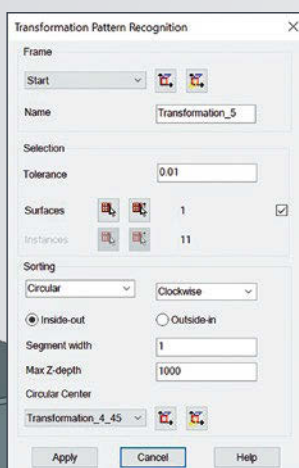 Transformation Pattern Recognition
Frame
Start
Name Transformation_5
Selection
Tolerance 0.01
Surfaces 1
Instances 11
Sorting
Circular Clockwise
Inside-out Outside-in
Segment width 1
Max Z-depth 1000
Circular Center
Transformation_4_45
Apply Cancel Help